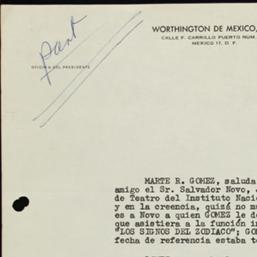 WORTHINGTON DE MEXICO,
CALLE F. CARRILLO PUERTO NUM.
MEXICO 17, D. F.
OFICINA DEL PRESIDENTE
MARTE R. GOMEZ, saluda
amigo el Sr. Salvador Novo,
de Teatro del Instituto Naci
y en la creencia, quizá no m
es a Novo a quien GOMEZ le d
que asistiera a la función in
"LOS SIGNOS DEL ZODIACO"; GO
fecha de referencia estaba t